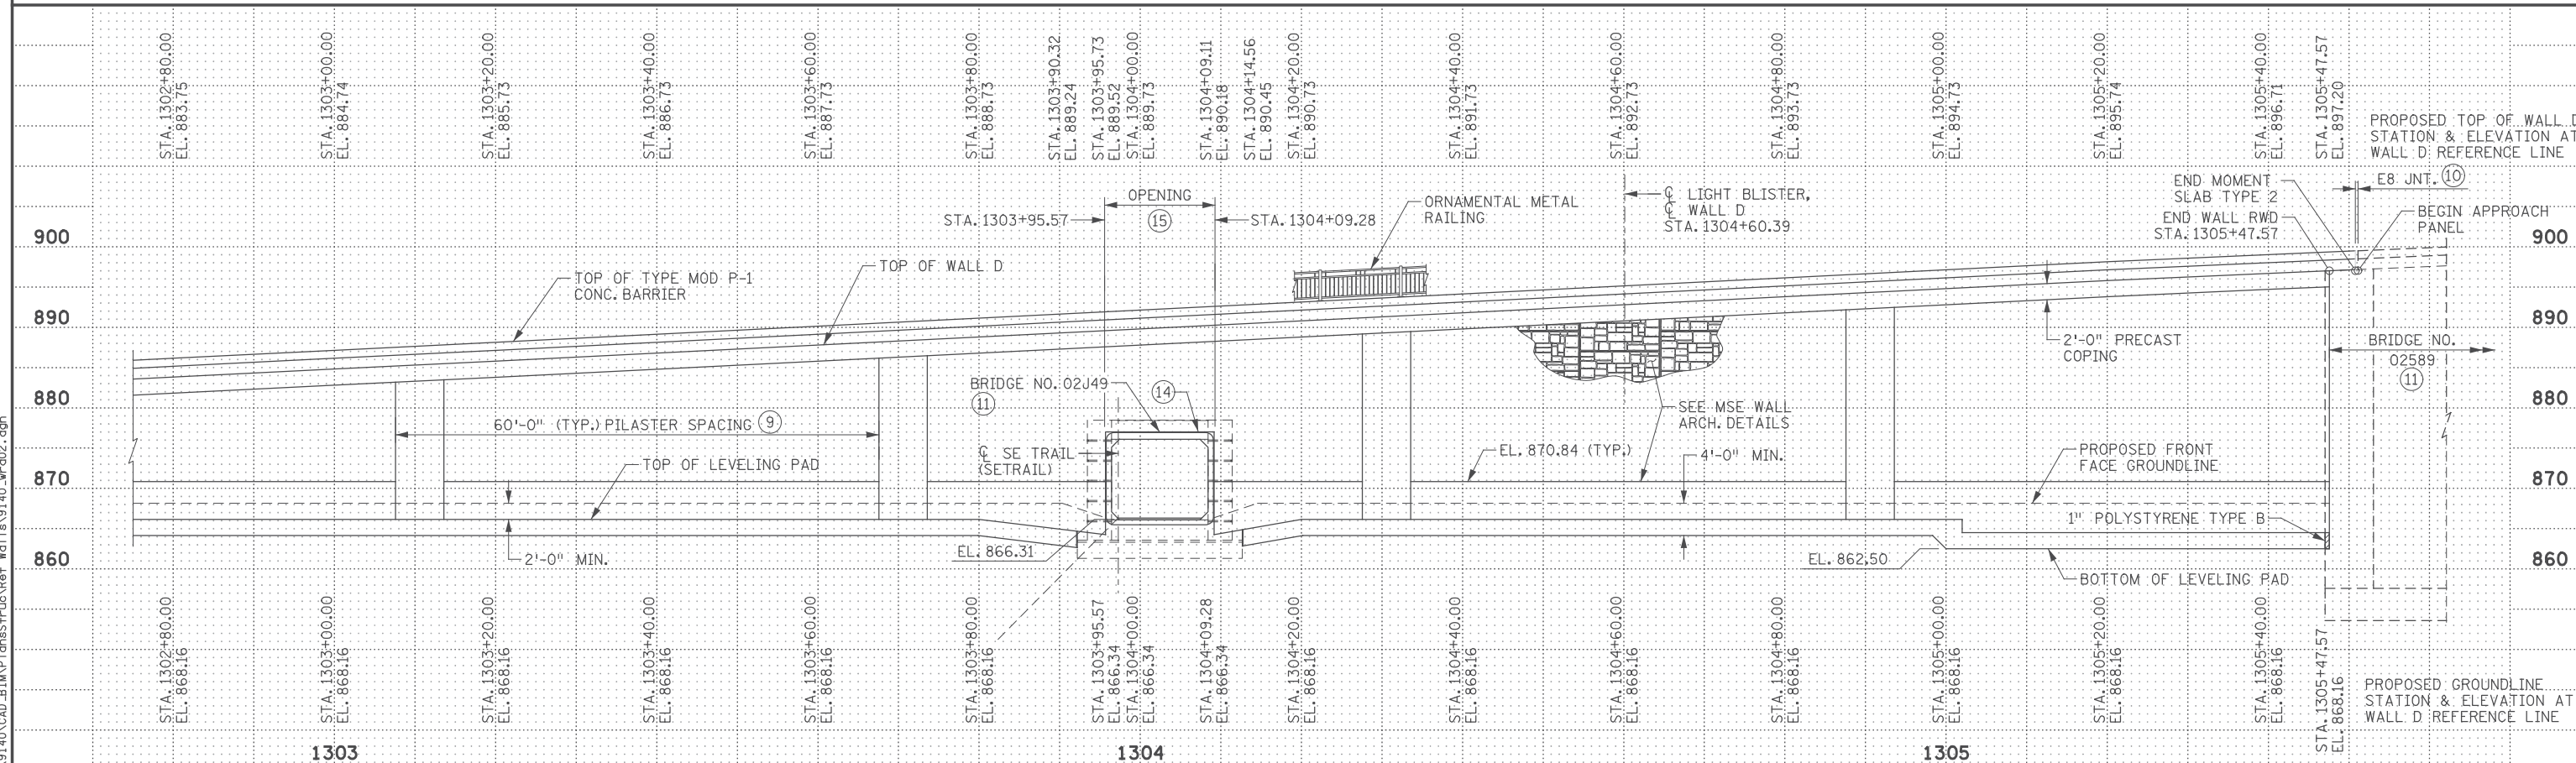 STA. 1302+80.00
EL. 883.75
STA. 1303+00.00
EL. 884.74
STA. 1303+20.00
EL. 885.73
STA. 1303+40.00
EL. 886.73
STA. 1303+60.00
EL. 887.73
STA. 1303+80.00
EL. 888.73
STA. 1303+90.32
EL. 889.24
STA. 1303+95.73
EL. 889.52
STA. 1304+00.00
EL. 889.73
STA. 1304+09.11
EL. 890.18
STA. 1304+14.56
EL. 890.45
STA. 1304+20.00
EL. 890.73
STA. 1304+40.00
EL. 891.73
STA. 1304+60.00
EL. 892.73
STA. 1304+80.00
EL. 893.73
STA. 1305+00.00
EL. 894.73
STA. 1305+20.00
EL. 895.74
STA. 1305+40.00
EL. 896.71
STA. 1305+47.57
EL. 897.20
PROPOSED TOP OF WALL D
STATION & ELEVATION AT
WALL D REFERENCE LINE
OPENING
15
STA. 1303+95.57
STA. 1304+09.28
ORNAMENTAL METAL
RAILING
℄ LIGHT BLISTER,
℄ WALL D
STA. 1304+60.39
END MOMENT
SLAB TYPE 2
E8 JNT. 10
END WALL RWD
STA. 1305+47.57
BEGIN APPROACH
PANEL
900
900
TOP OF TYPE MOD P-1
CONC. BARRIER
TOP OF WALL D
890
890
2'-0" PRECAST
COPING
BRIDGE NO.
02589
11
BRIDGE NO. 02J49
11
14
880
880
60'-0" (TYP.) PILASTER SPACING 9
SEE MSE WALL
ARCH. DETAILS
℄ SE TRAIL
(SETRAIL)
TOP OF LEVELING PAD
EL. 870.84 (TYP.)
4'-0" MIN.
PROPOSED FRONT
FACE GROUNDLINE
870
870
1" POLYSTYRENE TYPE B
2'-0" MIN.
EL. 866.31
EL. 862.50
860
860
BOTTOM OF LEVELING PAD
STA. 1302+80.00
EL. 868.16
STA. 1303+00.00
EL. 868.16
STA. 1303+20.00
EL. 868.16
STA. 1303+40.00
EL. 868.16
STA. 1303+60.00
EL. 868.16
STA. 1303+80.00
EL. 868.16
STA. 1303+95.57
EL. 866.34
STA. 1304+00.00
EL. 866.34
STA. 1304+09.28
EL. 866.34
STA. 1304+20.00
EL. 868.16
STA. 1304+40.00
EL. 868.16
STA. 1304+60.00
EL. 868.16
STA. 1304+80.00
EL. 868.16
STA. 1305+00.00
EL. 868.16
STA. 1305+20.00
EL. 868.16
STA. 1305+40.00
EL. 868.16
STA. 1305+47.57
EL. 868.16
PROPOSED GROUNDLINE
STATION & ELEVATION AT
WALL D REFERENCE LINE
1303
1304
1305